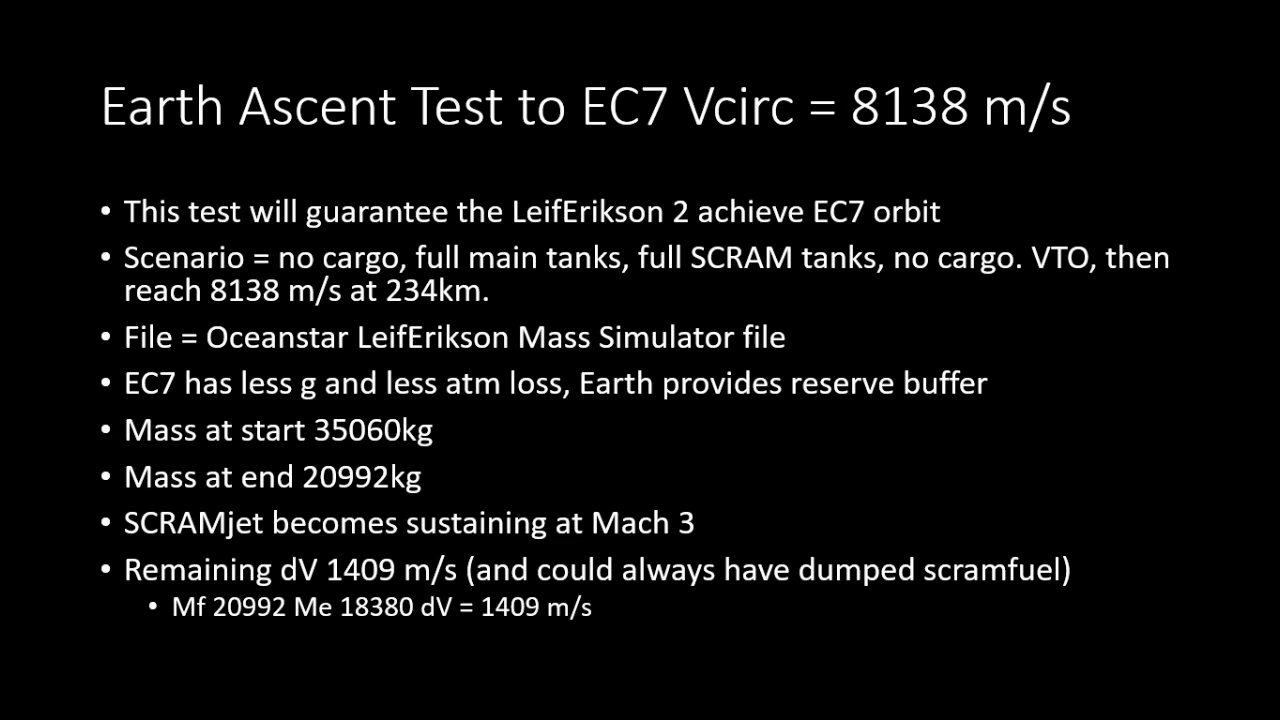 Earth Ascent Test to EC7 Vcirc = 8138 m/s
• This test will guarantee the LeifErikson 2 achieve EC7 orbit
• Scenario = no cargo, full main tanks, full SCRAM tanks, no cargo. VTO, then
reach 8138 m/s at 234km.
• File = Oceanstar LeifErikson Mass Simulator file
• EC7 has less g and less atm loss, Earth provides reserve buffer
• Mass at start 35060kg
• Mass at end 20992kg
• SCRAMjet becomes sustaining at Mach 3
• Remaining dV 1409 m/s (and could always have dumped scramfuel)
• Mf 20992 Me 18380 dV = 1409 m/s